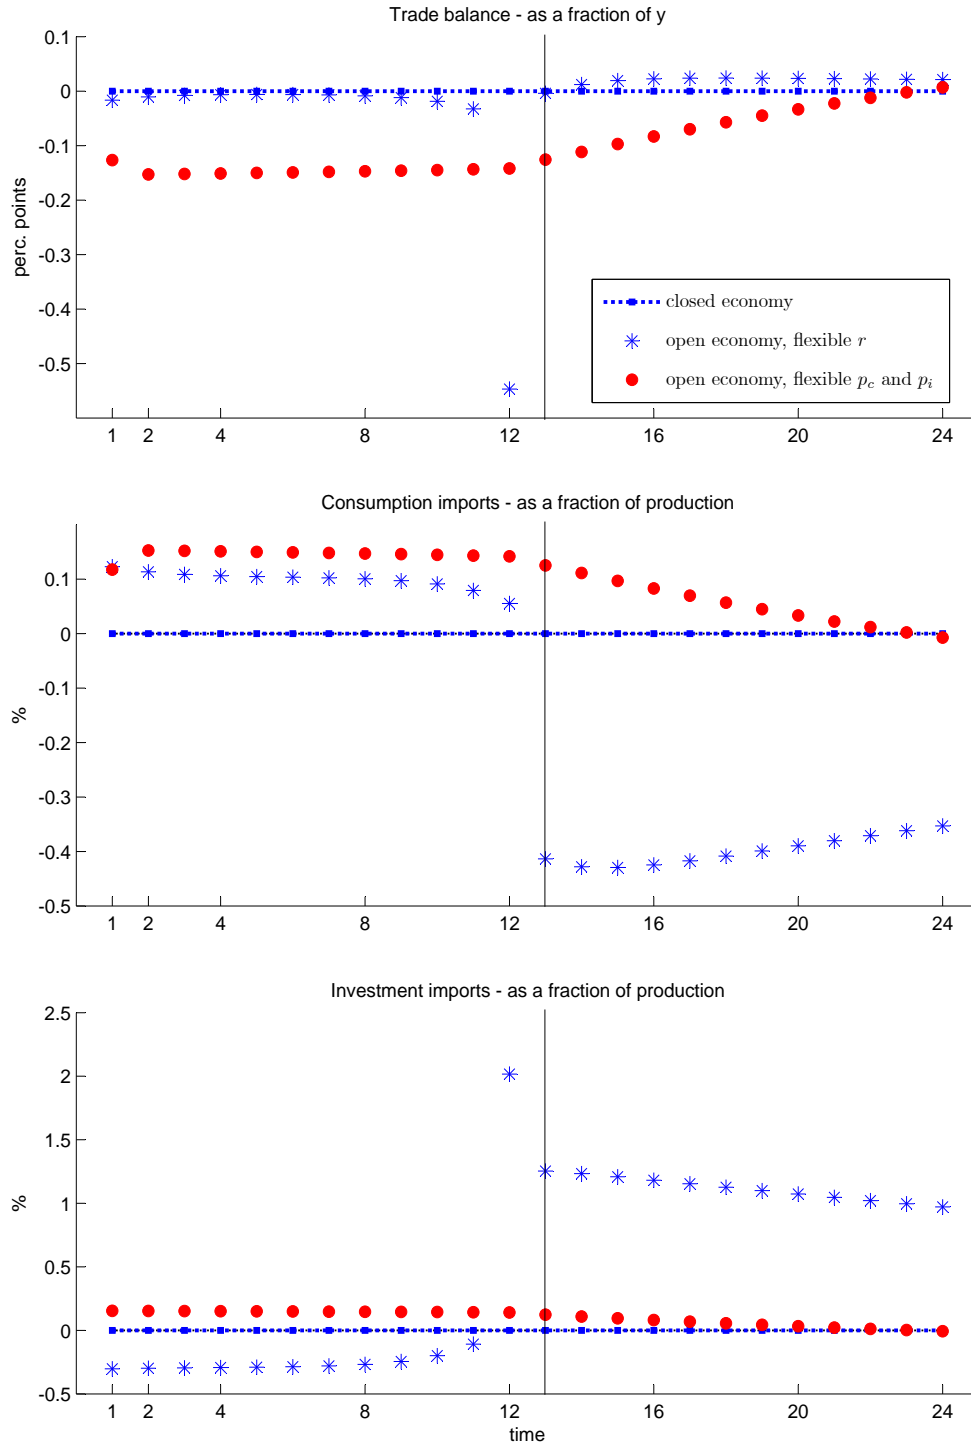 Trade balance - as a fraction of y
0.1
0
-0.1
-0.2
-0.3
-0.4
-0.5
perc. points
closed economy
open economy, flexible r
open economy, flexible p_c and p_i
1 2 4 8 12 16 20 24
Consumption imports - as a fraction of production
0.1
0
-0.1
-0.2
-0.3
-0.4
-0.5
%
1 2 4 8 12 16 20 24
Investment imports - as a fraction of production
2.5
2
1.5
1
0.5
0
-0.5
%
1 2 4 8 12 16 20 24
time